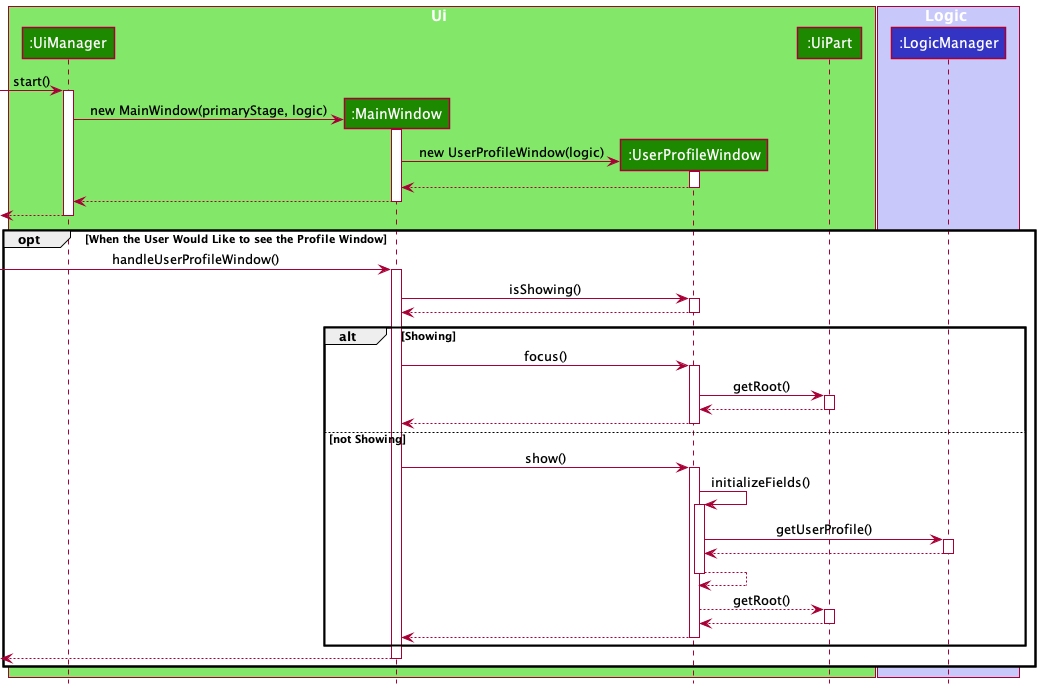 Ui
Logic
:UiManager
:UiPart
:LogicManager
start()
new MainWindow(primaryStage, logic)
:MainWindow
new UserProfileWindow(logic)
:UserProfileWindow
opt
[When the User Would Like to see the Profile Window]
handleUserProfileWindow()
isShowing()
alt
[Showing]
focus()
getRoot()
[not Showing]
show()
initializeFields()
getUserProfile()
getRoot()